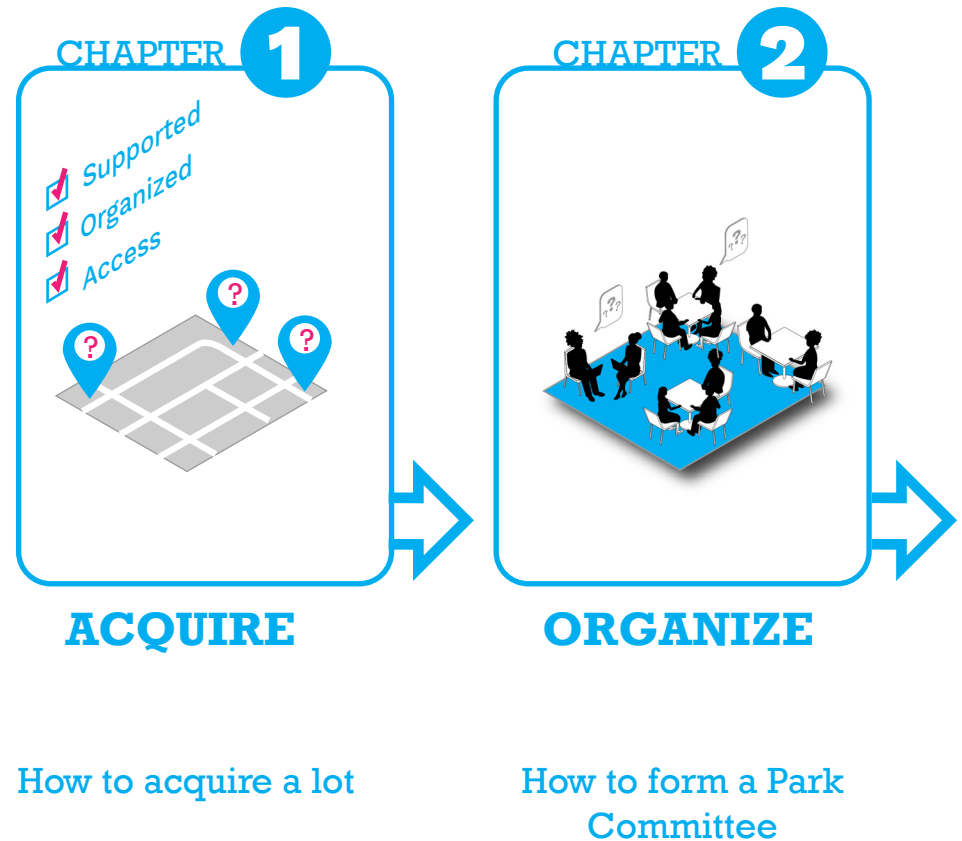 CHAPTER 1
Supported
Organized
Access
?
?
?
ACQUIRE
How to acquire a lot
CHAPTER 2
???
???
ORGANIZE
How to form a Park
Committee